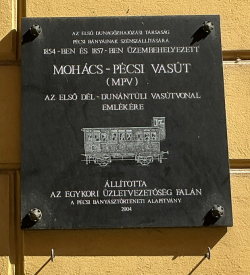 AZ ELSŐ DUNAGŐZHAJÓZÁSI TÁRSASÁG
PÉCSI BÁNYÁINAK SZÉNSZÁLLÍTÁSÁRA
1854-BEN ÉS 1857-BEN ÜZEMBEHELYEZETT
MOHÁCS-PÉCSI VASÚT
(MPV)
AZ ELSŐ DÉL-DUNÁNTÚLI VASÚTVONAL
EMLÉKÉRE
ÁLLÍTOTTA
AZ EGYKORI ÜZLETVEZETŐSÉG FALÁN
A PÉCSI BÁNYÁSZTÖRTÉNETI ALAPÍTVÁNY
2004